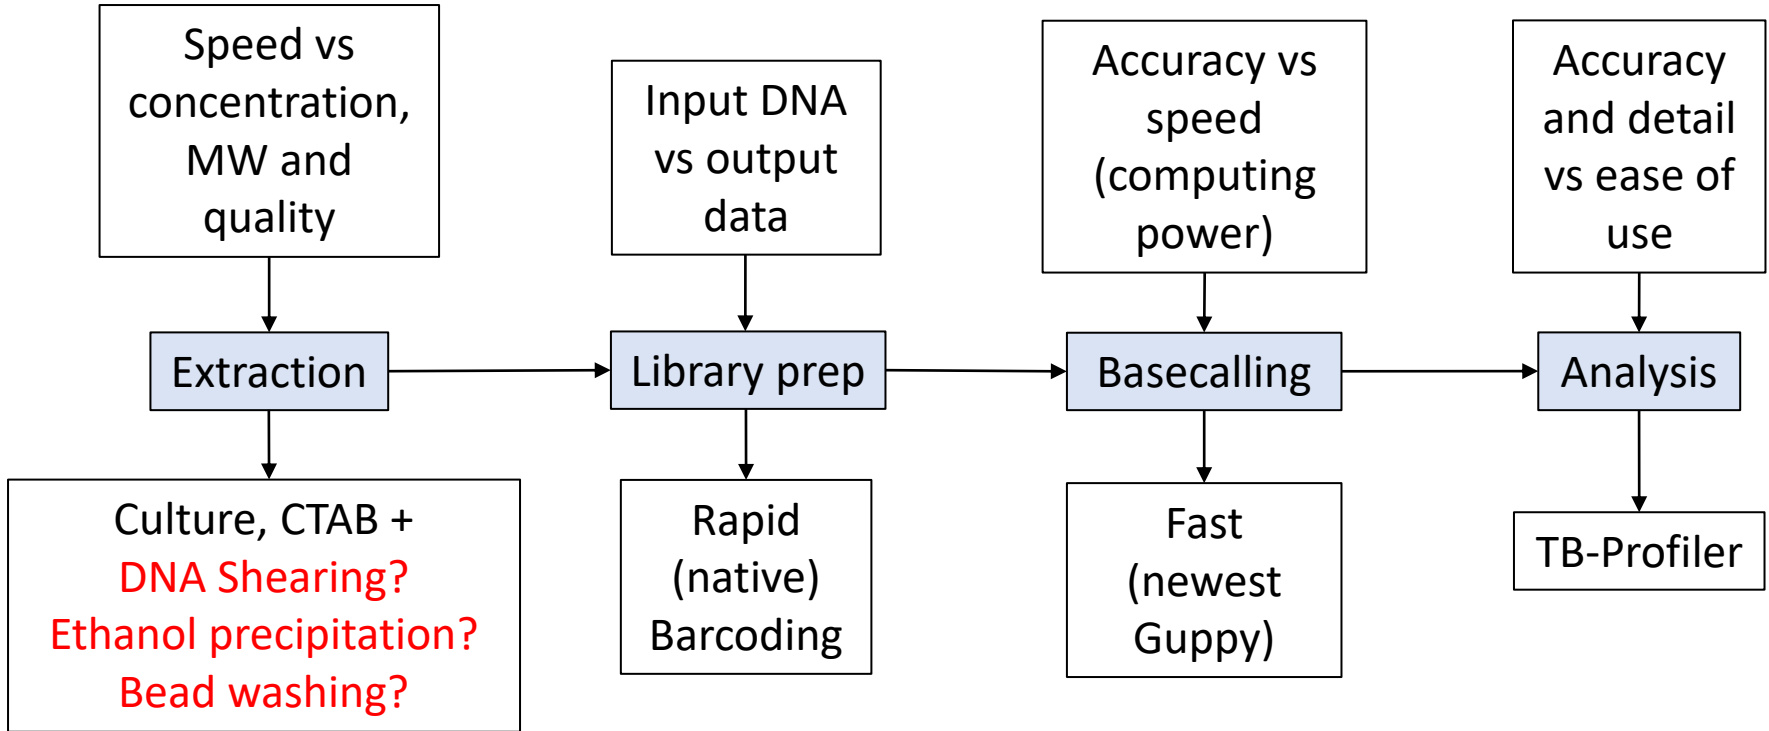 Speed vs
concentration,
MW and
quality
Input DNA
vs output
data
Accuracy vs
speed
(computing
power)
Accuracy
and detail
vs ease of
use
Extraction
Library prep
Basecalling
Analysis
Culture, CTAB +
DNA Shearing?
Ethanol precipitation?
Bead washing?
Rapid
(native)
Barcoding
Fast
(newest
Guppy)
TB-Profiler